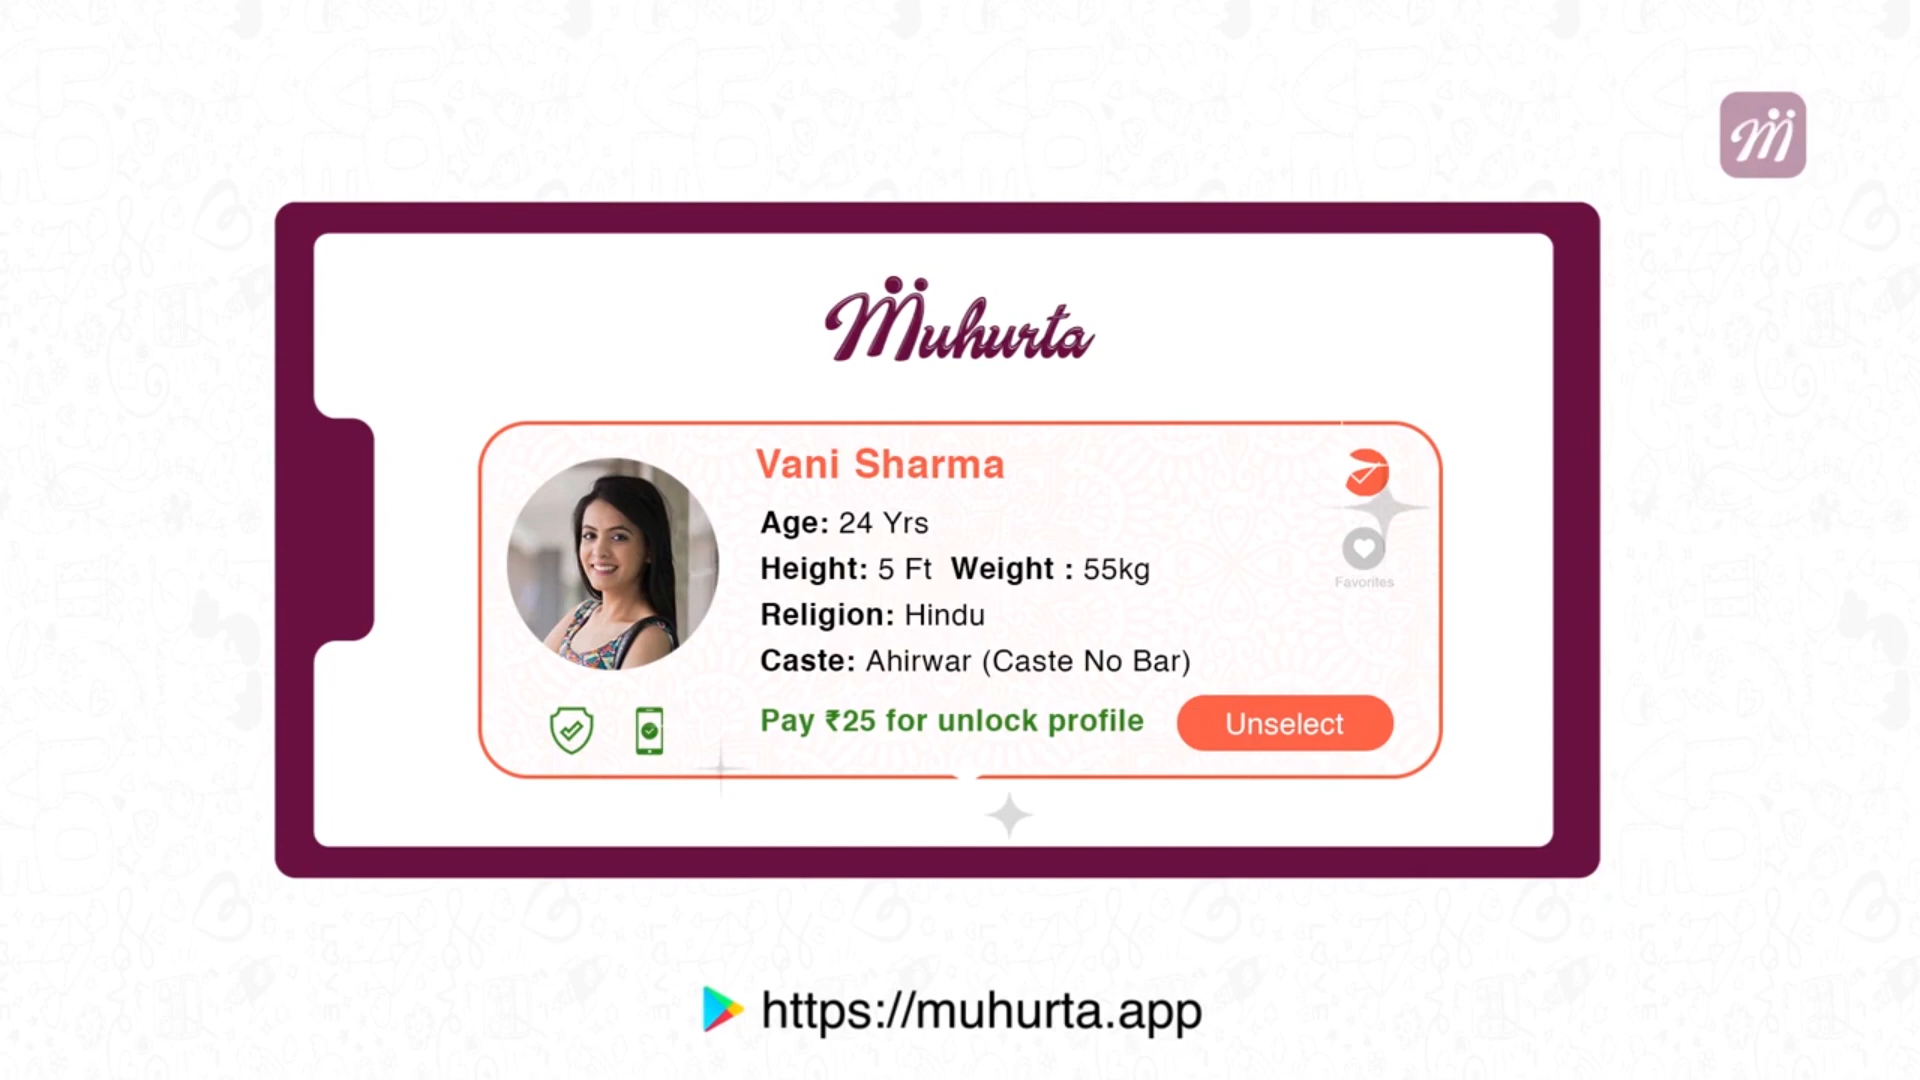 Muhurta
Vani Sharma
Age: 24 Yrs
Height: 5 Ft Weight : 55kg
Favorites
Religion: Hindu
Caste: Ahirwar (Caste No Bar)
Pay ₹25 for unlock profile
Unselect
https://muhurta.app